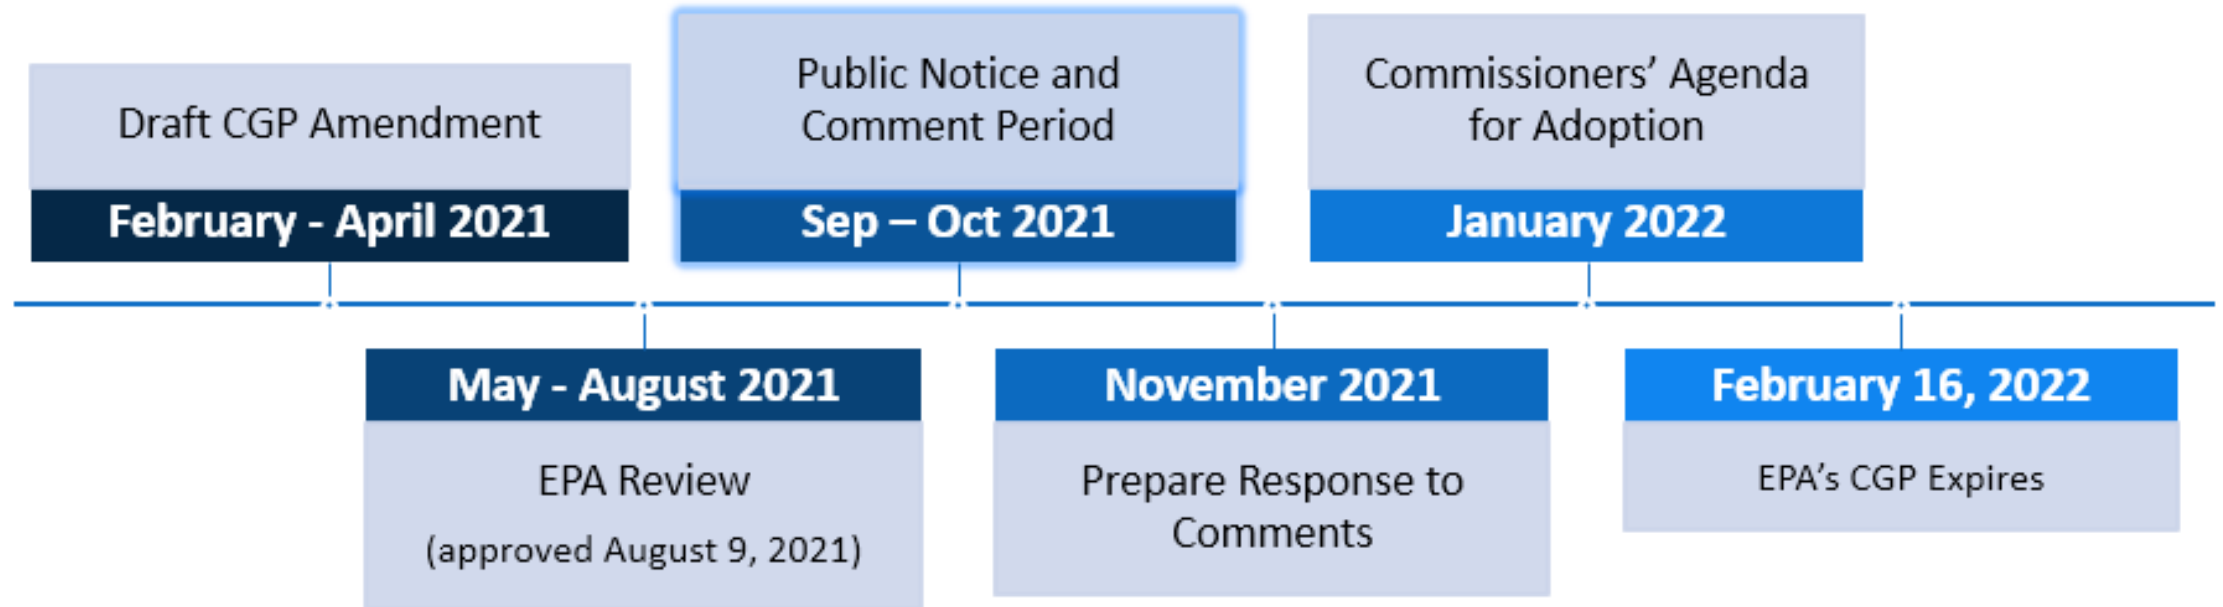 Draft CGP Amendment
February - April 2021
May - August 2021
EPA Review
(approved August 9, 2021)
Public Notice and
Comment Period
Sep – Oct 2021
November 2021
Prepare Response to
Comments
Commissioners’ Agenda
for Adoption
January 2022
February 16, 2022
EPA’s CGP Expires